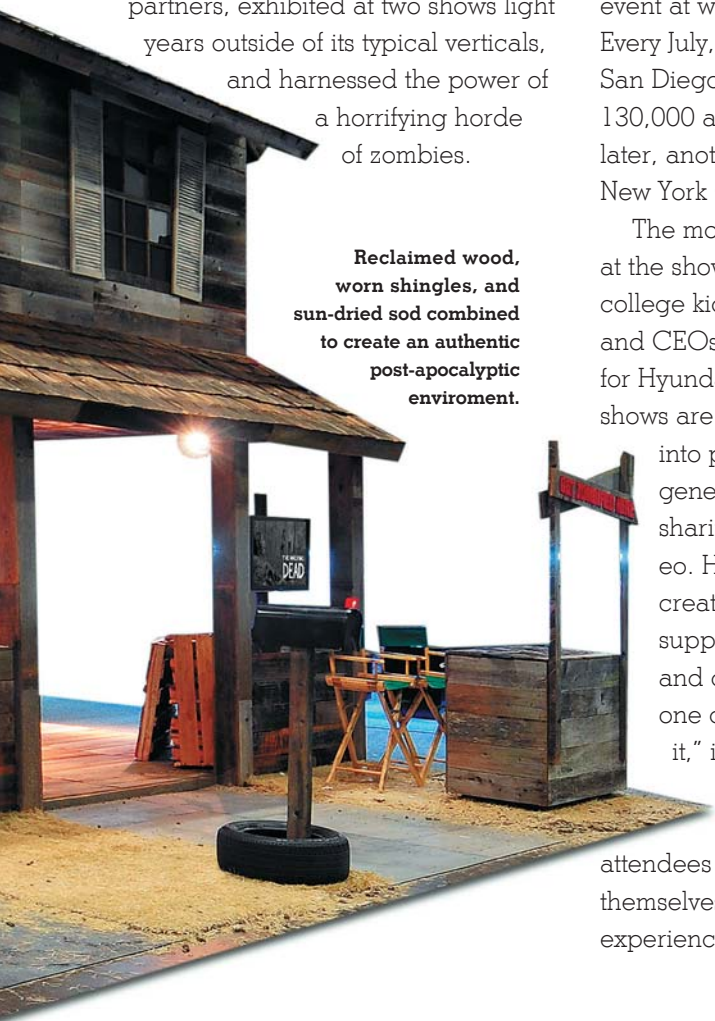 partners, exhibited at two shows light
years outside of its typical verticals,
and harnessed the power of
a horrifying horde
of zombies.
Reclaimed wood,
worn shingles, and
sun-dried sod combined
to create an authentic
post-apocalyptic
enviroment.
THE WALKING
DEAD
event at w
Every July,
San Diego
130,000 a
later, anot
New York
The mo
at the show
college kid
and CEOs
for Hyund
shows are
into p
gene
shari
eo. H
creat
supp
and c
one o
it," i
attendees
themselve
experienc